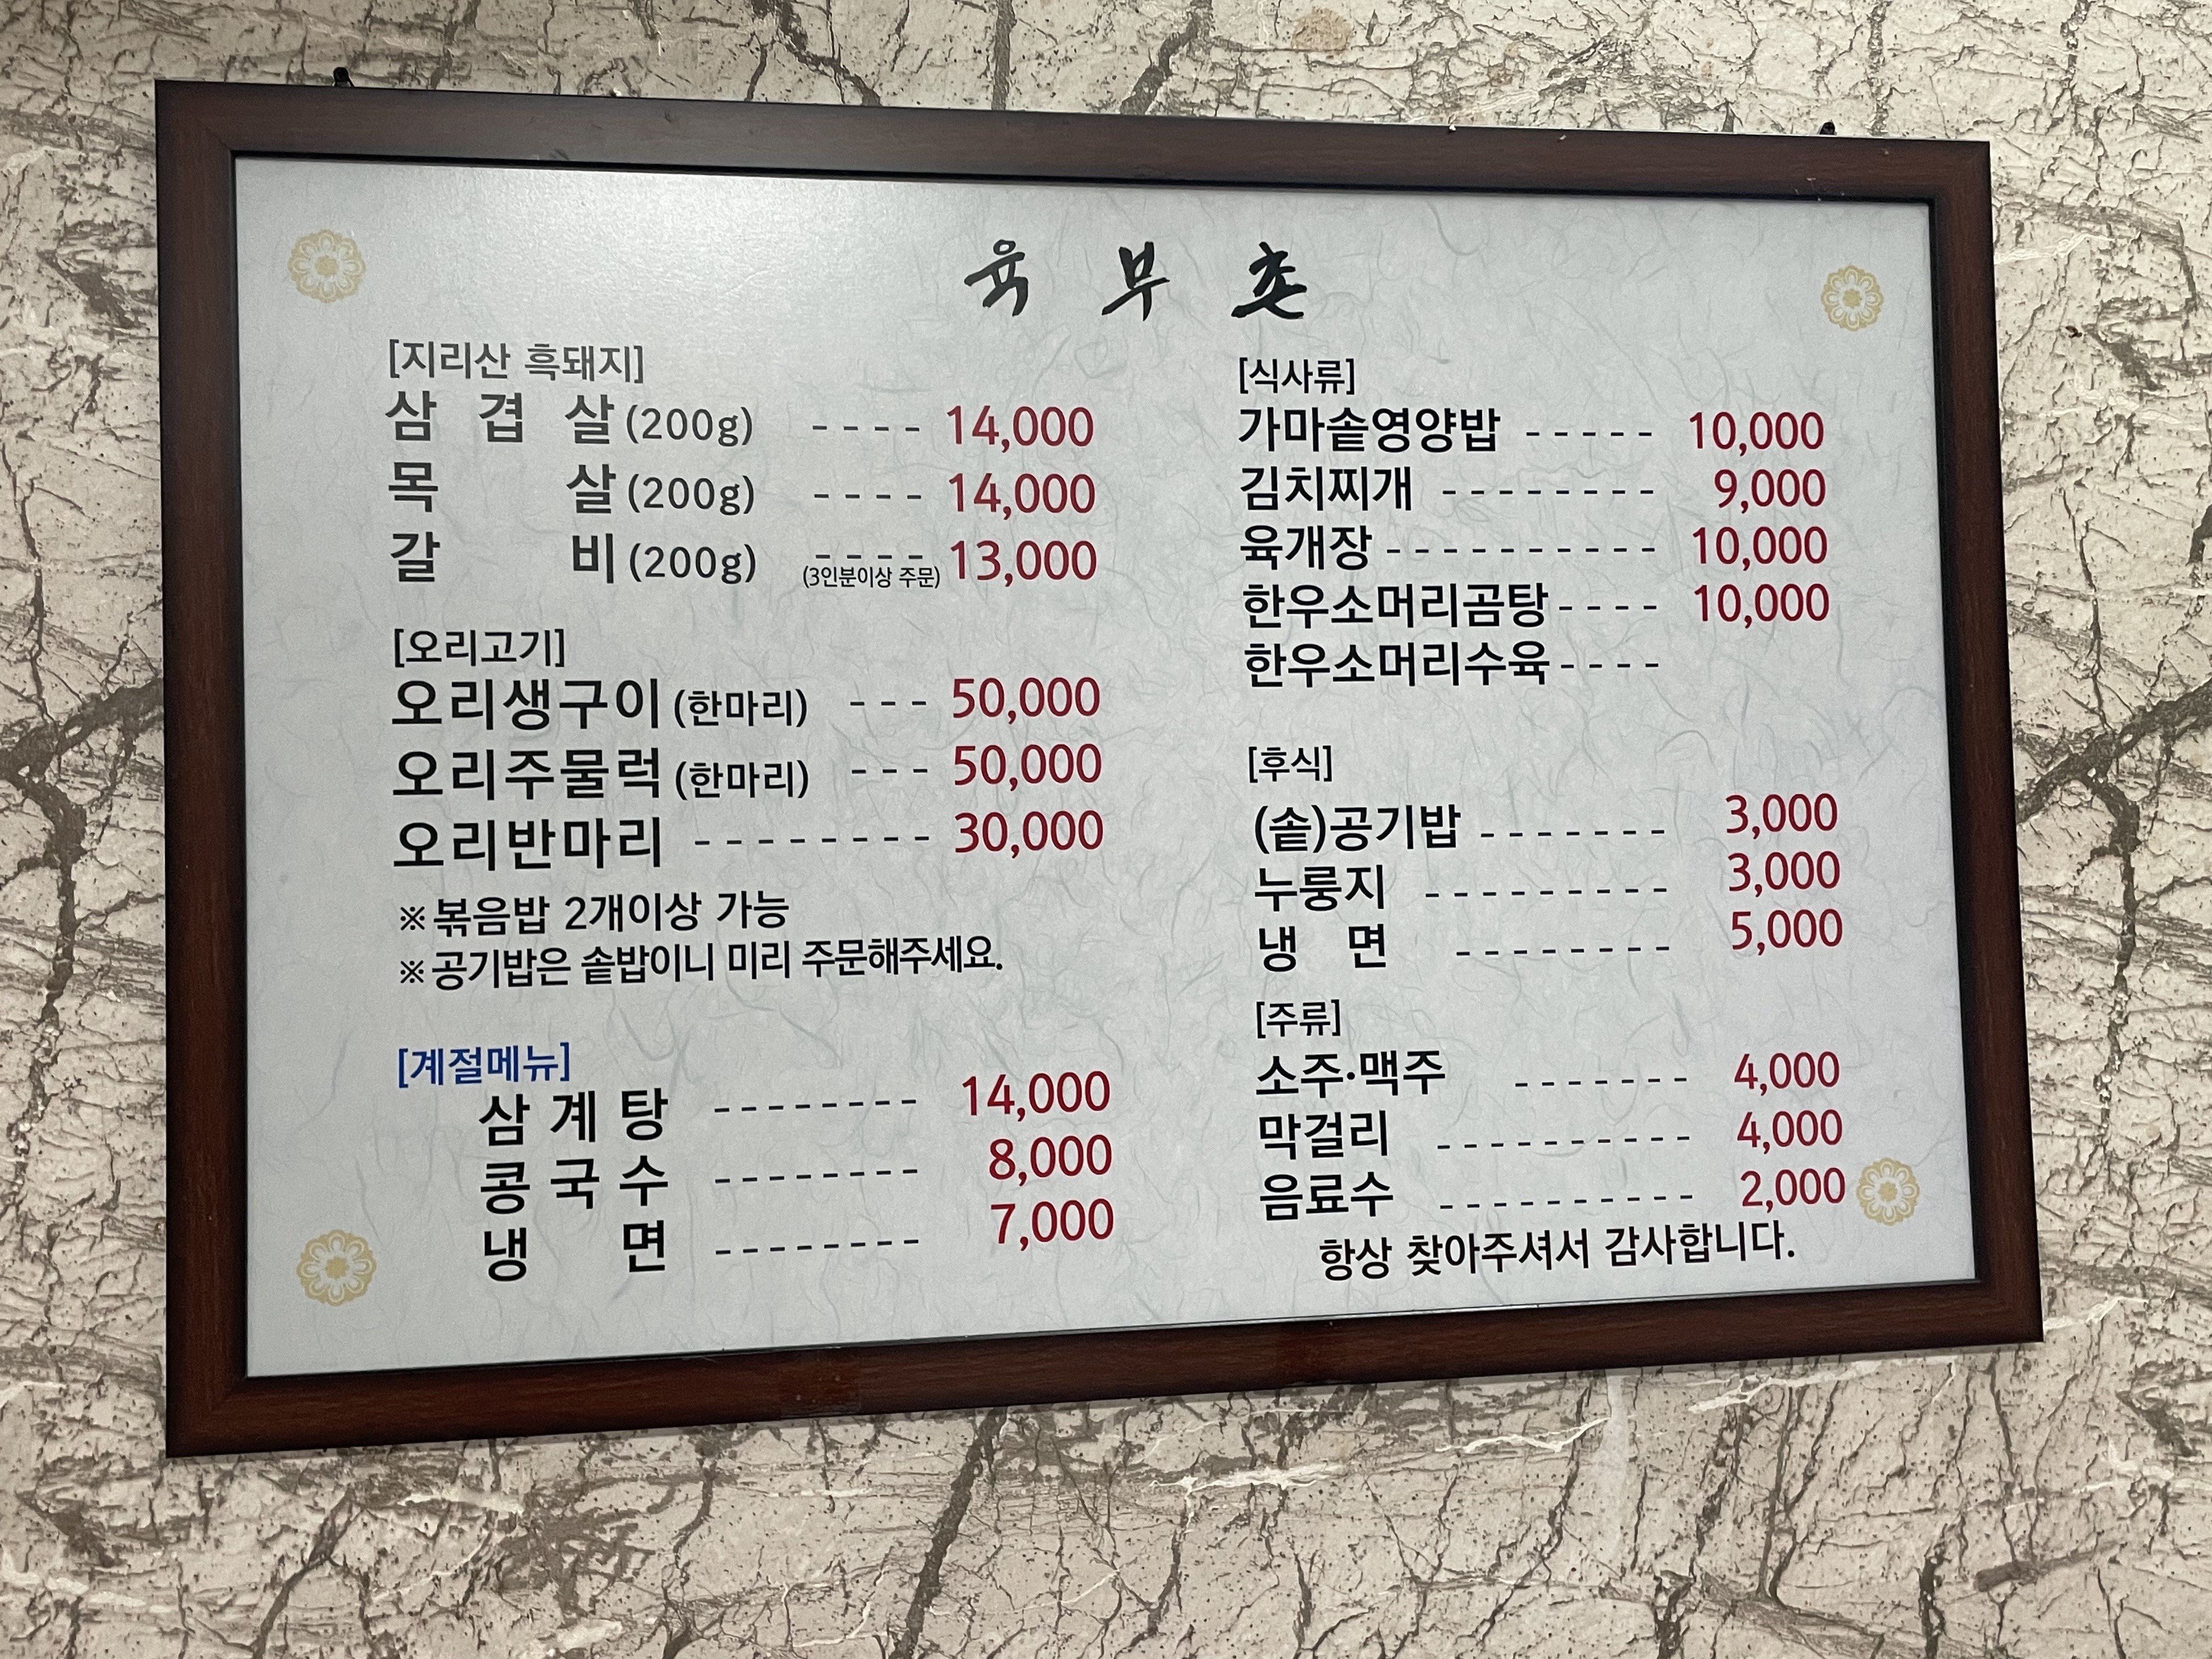 육 부 촌
[지리산 흑돼지]
삼 겹 살 (200g) ---- 14,000
목 살 (200g) ---- 14,000
갈 비 (200g) ---- 13,000
(3인분이상 주문)
[오리고기]
오리생구이 (한마리) --- 50,000
오리주물럭 (한마리) --- 50,000
오리반마리 --------- 30,000
※볶음밥 2개이상 가능
※공기밥은 솥밥이니 미리 주문해주세요.
[계절메뉴]
삼 계 탕 -------- 14,000
콩 국 수 -------- 8,000
냉 면 -------- 7,000
[식사류]
가마솥영양밥 ----- 10,000
김치찌개 -------- 9,000
육개장 ---------- 10,000
한우소머리곰탕 ---- 10,000
한우소머리수육 ----
[후식]
(솥)공기밥 ------- 3,000
누룽지 --------- 3,000
냉 면 -------- 5,000
[주류]
소주·맥주 ------- 4,000
막걸리 ---------- 4,000
음료수 ---------- 2,000
항상 찾아주셔서 감사합니다.